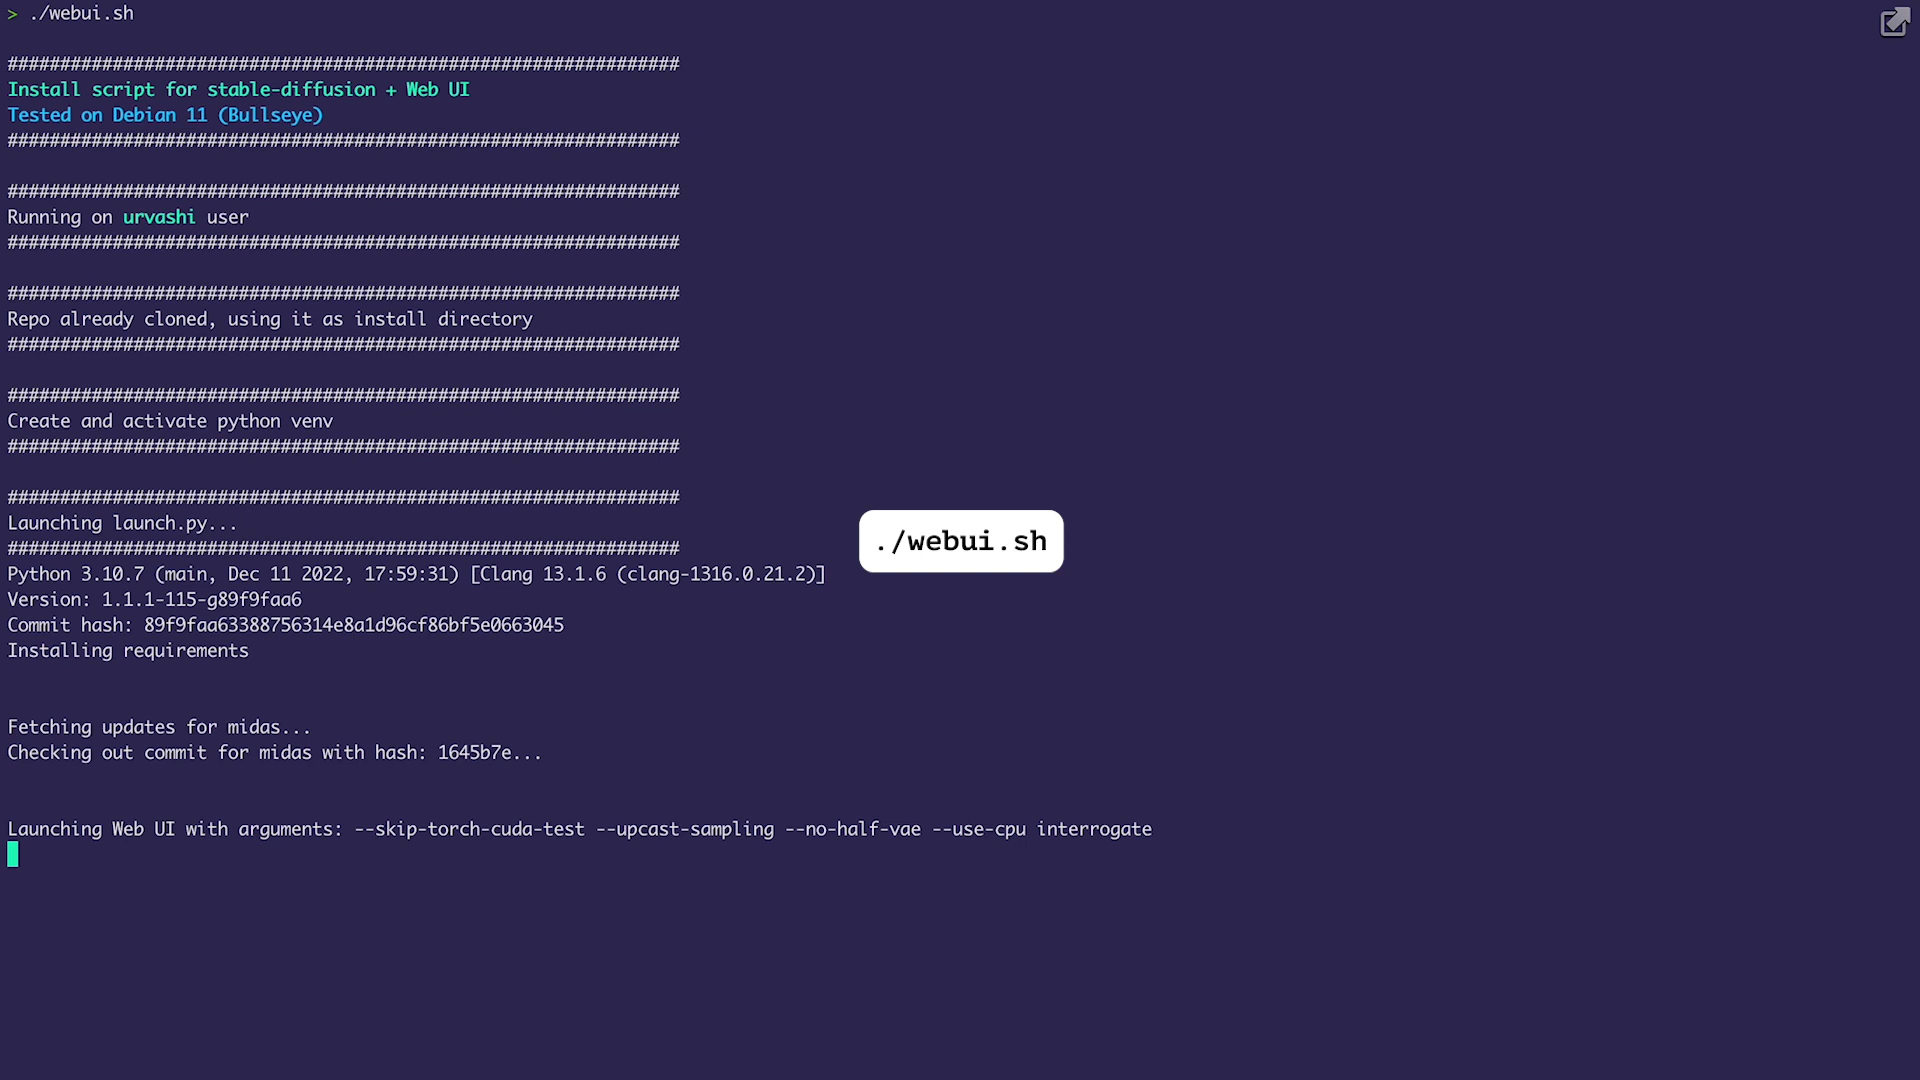 > ./webui.sh
################################################################
Install script for stable-diffusion + Web UI
Tested on Debian 11 (Bullseye)
################################################################
################################################################
Running on urvashi user
################################################################
################################################################
Repo already cloned, using it as install directory
################################################################
################################################################
Create and activate python venv
################################################################
################################################################
Launching launch.py...
################################################################
./webui.sh
Python 3.10.7 (main, Dec 11 2022, 17:59:31) [Clang 13.1.6 (clang-1316.0.21.2)]
Version: 1.1.1-115-g89f9faa6
Commit hash: 89f9faa63388756314e8a1d96cf86bf5e0663045
Installing requirements
Fetching updates for midas...
Checking out commit for midas with hash: 1645b7e...
Launching Web UI with arguments: --skip-torch-cuda-test --upcast-sampling --no-half-vae --use-cpu interrogate